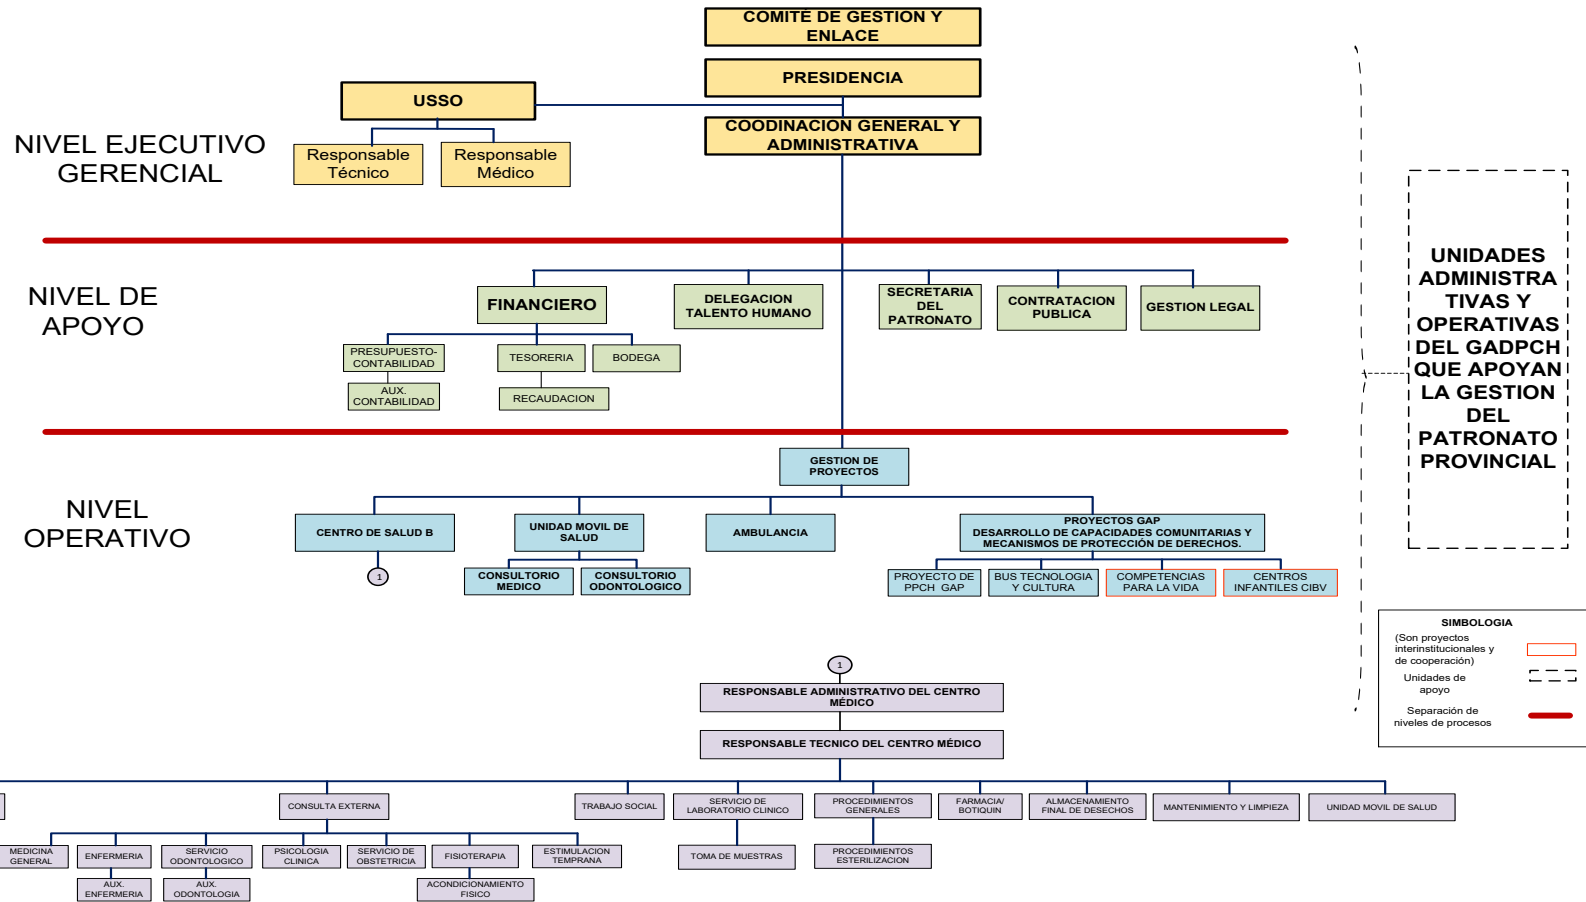 COMITÉ DE GESTION Y
ENLACE
PRESIDENCIA
USSO
COODINACION GENERAL Y
ADMINISTRATIVA
NIVEL EJECUTIVO
GERENCIAL
Responsable
Técnico
Responsable
Médico
NIVEL DE
APOYO
FINANCIERO
DELEGACION
TALENTO HUMANO
SECRETARIA
DEL
PATRONATO
CONTRATACION
PUBLICA
GESTION LEGAL
PRESUPUESTO-
CONTABILIDAD
TESORERIA
BODEGA
AUX.
CONTABILIDAD
RECAUDACION
UNIDADES
ADMINISTRA
TIVAS Y
OPERATIVAS
DEL GADPCH
QUE APOYAN
LA GESTION
DEL
PATRONATO
PROVINCIAL
NIVEL
OPERATIVO
GESTION DE
PROYECTOS
CENTRO DE SALUD B
UNIDAD MOVIL DE
SALUD
AMBULANCIA
PROYECTOS GAP
DESARROLLO DE CAPACIDADES COMUNITARIAS Y
MECANISMOS DE PROTECCIÓN DE DERECHOS.
1
CONSULTORIO
MEDICO
CONSULTORIO
ODONTOLOGICO
PROYECTO DE
PPCH GAP
BUS TECNOLOGIA
Y CULTURA
COMPETENCIAS
PARA LA VIDA
CENTROS
INFANTILES CIBV
SIMBOLOGIA
(Son proyectos
interinstitucionales y
de cooperación)
Unidades de
apoyo
Separación de
niveles de procesos
1
RESPONSABLE ADMINISTRATIVO DEL CENTRO
MÉDICO
RESPONSABLE TECNICO DEL CENTRO MÉDICO
CONSULTA EXTERNA
TRABAJO SOCIAL
SERVICIO DE
LABORATORIO CLINICO
PROCEDIMIENTOS
GENERALES
FARMACIA/
BOTIQUIN
ALMACENAMIENTO
FINAL DE DESECHOS
MANTENIMIENTO Y LIMPIEZA
UNIDAD MOVIL DE SALUD
MEDICINA
GENERAL
ENFERMERIA
SERVICIO
ODONTOLOGICO
PSICOLOGIA
CLINICA
SERVICIO DE
OBSTETRICIA
FISIOTERAPIA
ESTIMULACION
TEMPRANA
TOMA DE MUESTRAS
PROCEDIMIENTOS
ESTERILIZACION
AUX.
ENFERMERIA
AUX.
ODONTOLOGIA
ACONDICIONAMIENTO
FISICO